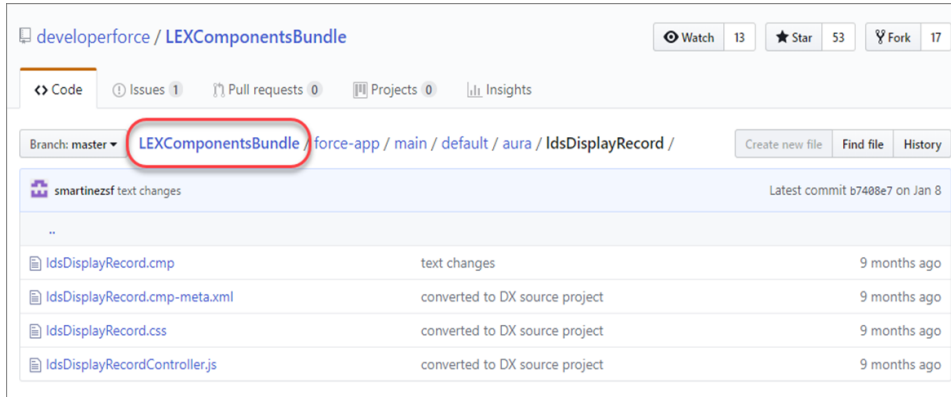 developerforce / LEXComponentsBundle
Watch 13 Star 53 Fork 17
Code Issues 1 Pull requests 0 Projects 0 Insights
Branch: master LEXComponentsBundle / force-app / main / default / aura / ldsDisplayRecord / Create new file Find file History
smartinezsf text changes Latest commit b7408e7 on Jan 8
..
ldsDisplayRecord.cmp text changes 9 months ago
ldsDisplayRecord.cmp-meta.xml converted to DX source project 9 months ago
ldsDisplayRecord.css converted to DX source project 9 months ago
ldsDisplayRecordController.js converted to DX source project 9 months ago